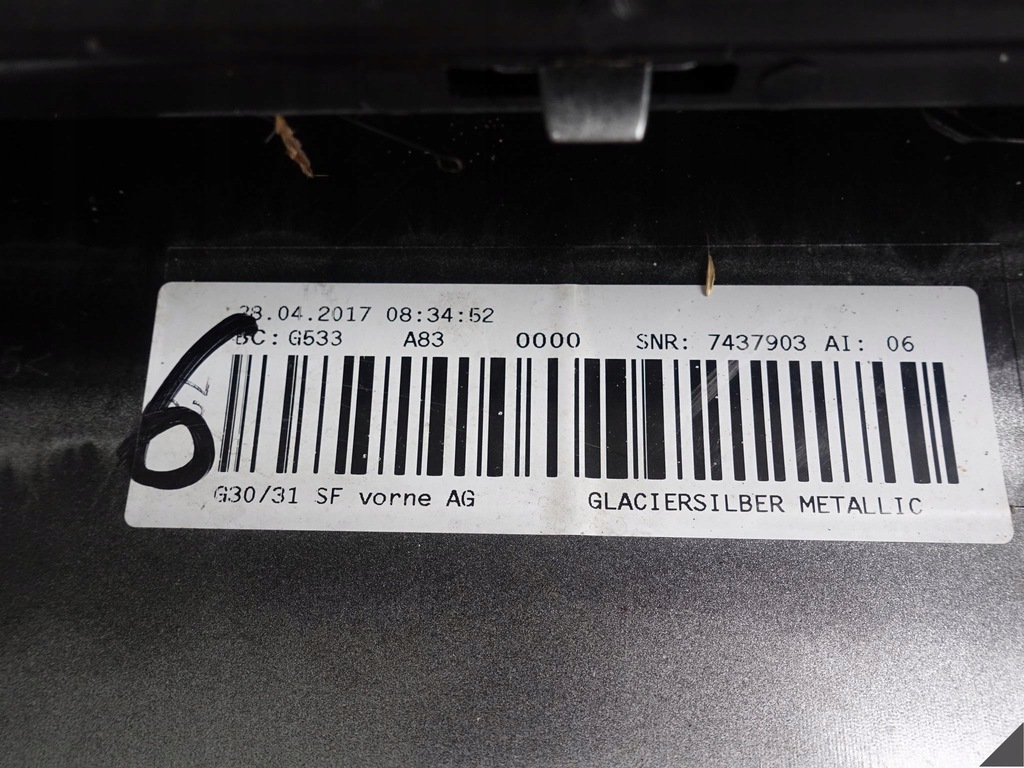 28.04.2017 08:34:52
BC: G533 A83 0000 SNR: 7437903 AI: 06
6
G30/31 SF vorne AG GLACIERSILBER METALLIC